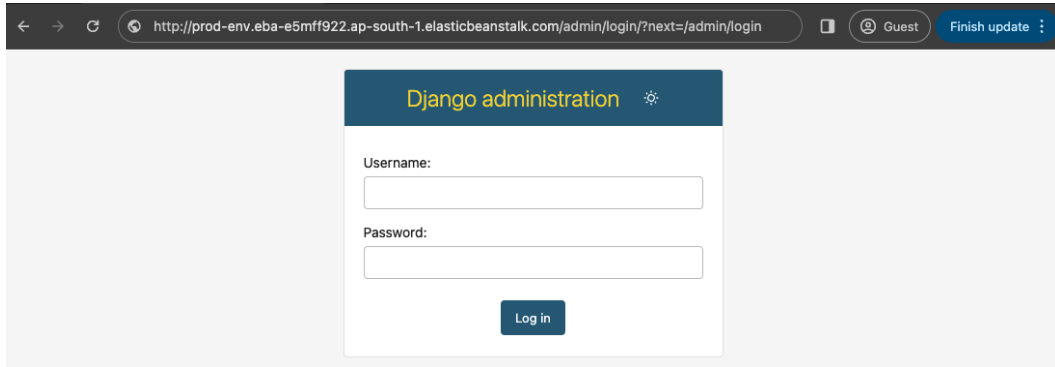 http://prod-env.eba-e5mff922.ap-south-1.elasticbeanstalk.com/admin/login/?next=/admin/login Guest Finish update
Django administration
Username:
Password:
Log in